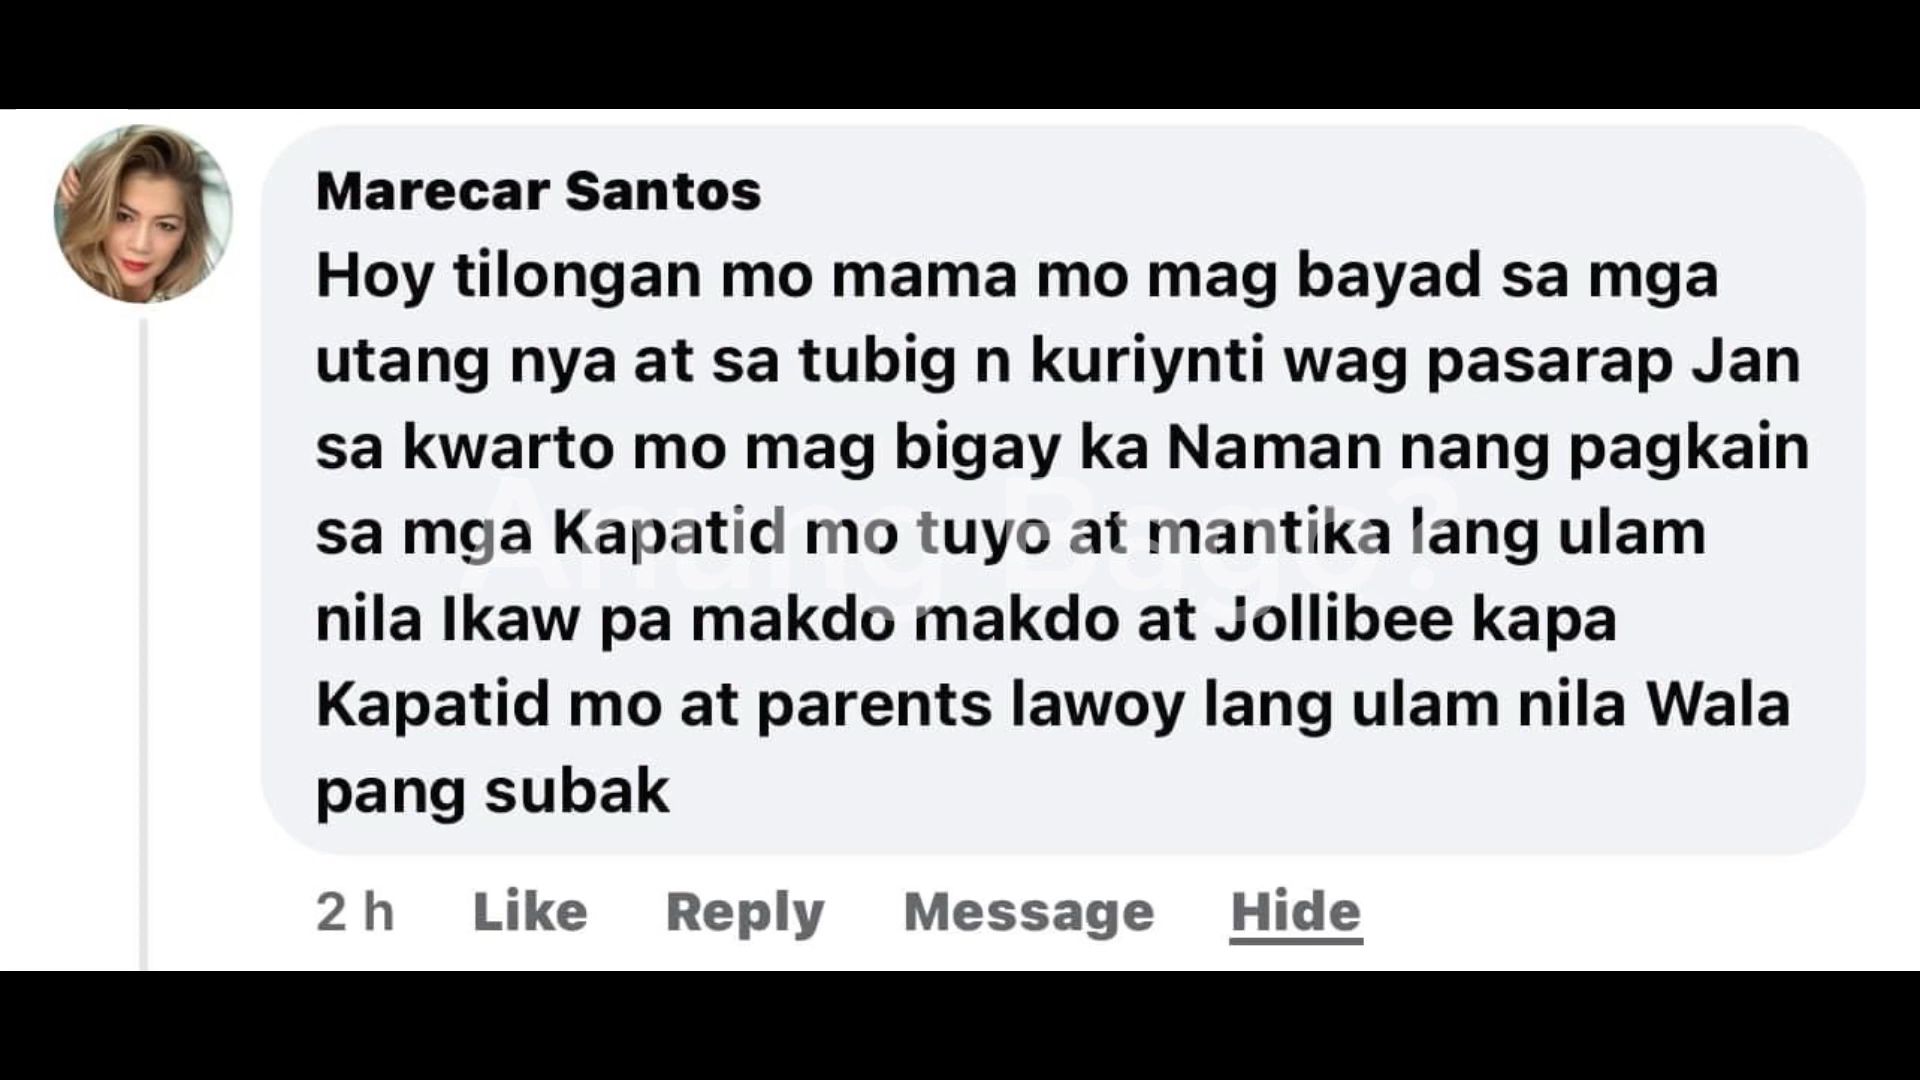 Marecar Santos
Hoy tilongan mo mama mo mag bayad sa mga
utang nya at sa tubig n kuriynti wag pasarap Jan
sa kwarto mo mag bigay ka Naman nang pagkain
sa mga Kapatid mo tuyo at mantika lang ulam
nila Ikaw pa makdo makdo at Jollibee kapa
Kapatid mo at parents lawoy lang ulam nila Wala
pang subak
2 h Like Reply Message Hide
Anung Bago?